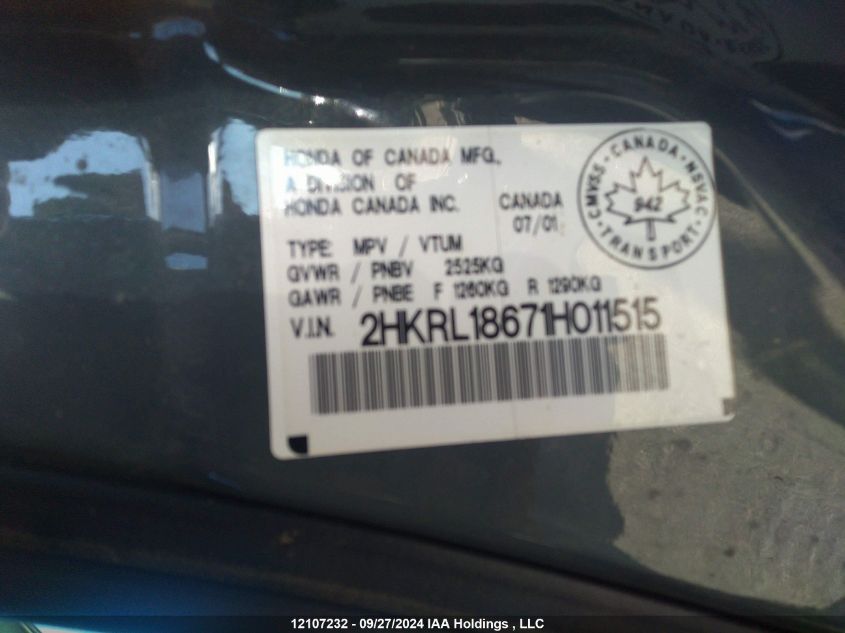 HONDA OF CANADA MFG.,
A DIVISION OF
HONDA CANADA INC.
CANADA
07/01
CMVSS · CANADA · NSVAC · TRANSPORT ·
942
TYPE: MPV / VTUM
GVWR / PNBV 2525KG
GAWR / PNBE F 1260KG R 1290KG
V.I.N. 2HKRL18671H011515
12107232 - 09/27/2024 IAA Holdings , LLC